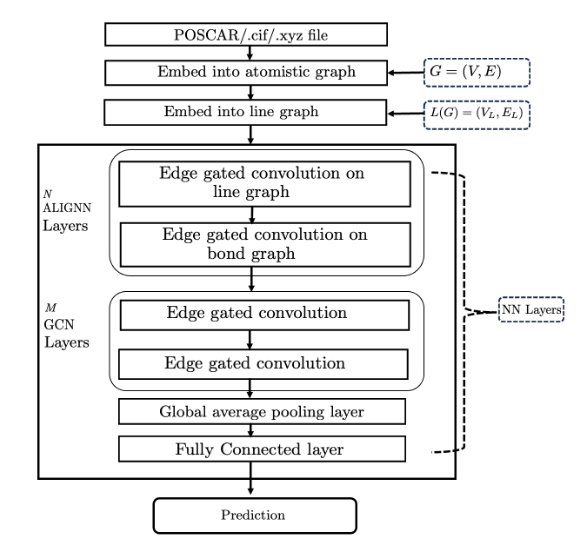 POSCAR/.cif/.xyz file
Embed into atomistic graph
G = (V, E)
Embed into line graph
L(G) = (V_L, E_L)
N
ALIGNN
Layers
Edge gated convolution on
line graph
Edge gated convolution on
bond graph
M
GCN
Layers
Edge gated convolution
Edge gated convolution
NN Layers
Global average pooling layer
Fully Connected layer
Prediction